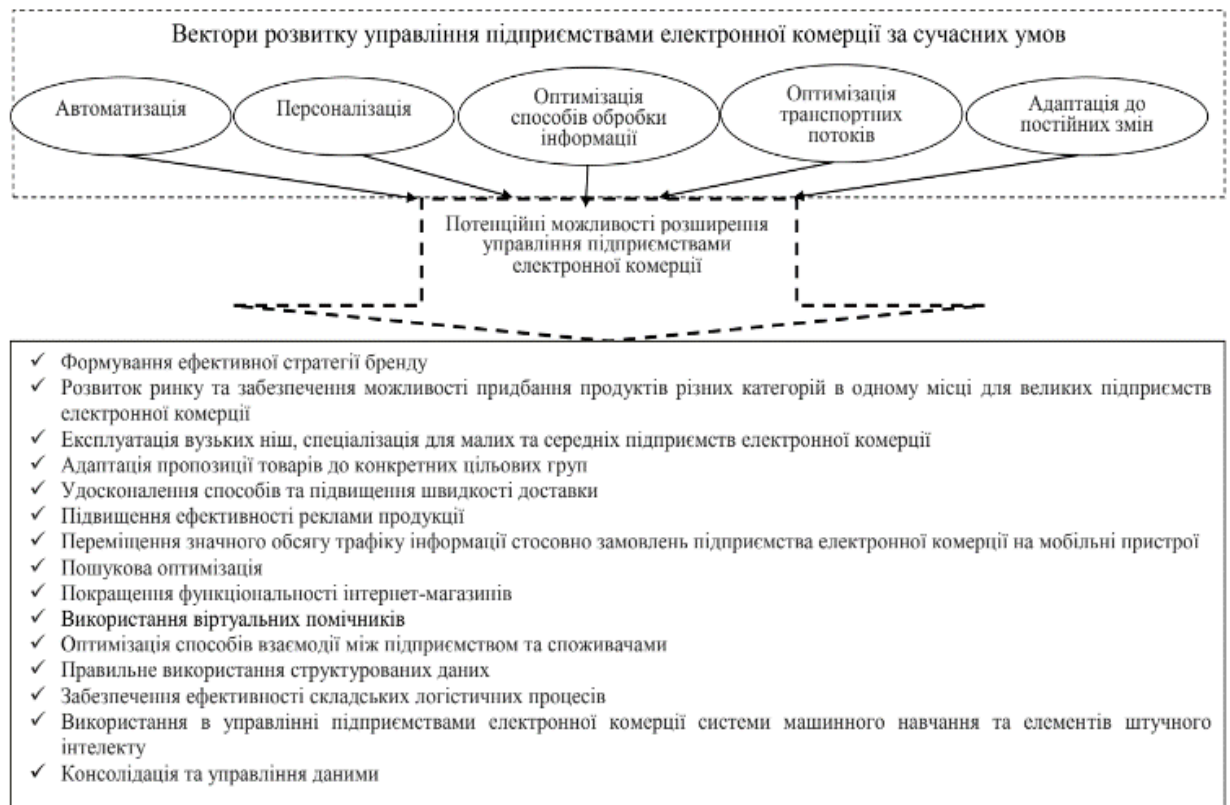 Вектори розвитку управління підприємствами електронної комерції за сучасних умов
Автоматизація
Персоналізація
Оптимізація
способів обробки
інформації
Оптимізація
транспортних
потоків
Адаптація до
постійних змін
Потенційні можливості розширення
управління підприємствами
електронної комерції
✓ Формування ефективної стратегії бренду
✓ Розвиток ринку та забезпечення можливості придбання продуктів різних категорій в одному місці для великих підприємств
електронної комерції
✓ Експлуатація вузьких ніш, спеціалізація для малих та середніх підприємств електронної комерції
✓ Адаптація пропозиції товарів до конкретних цільових груп
✓ Удосконалення способів та підвищення швидкості доставки
✓ Підвищення ефективності реклами продукції
✓ Переміщення значного обсягу трафіку інформації стосовно замовлень підприємства електронної комерції на мобільні пристрої
✓ Пошукова оптимізація
✓ Покращення функціональності інтернет-магазинів
✓ Використання віртуальних помічників
✓ Оптимізація способів взаємодії між підприємством та споживачами
✓ Правильне використання структурованих даних
✓ Забезпечення ефективності складських логістичних процесів
✓ Використання в управлінні підприємствами електронної комерції системи машинного навчання та елементів штучного
інтелекту
✓ Консолідація та управління даними